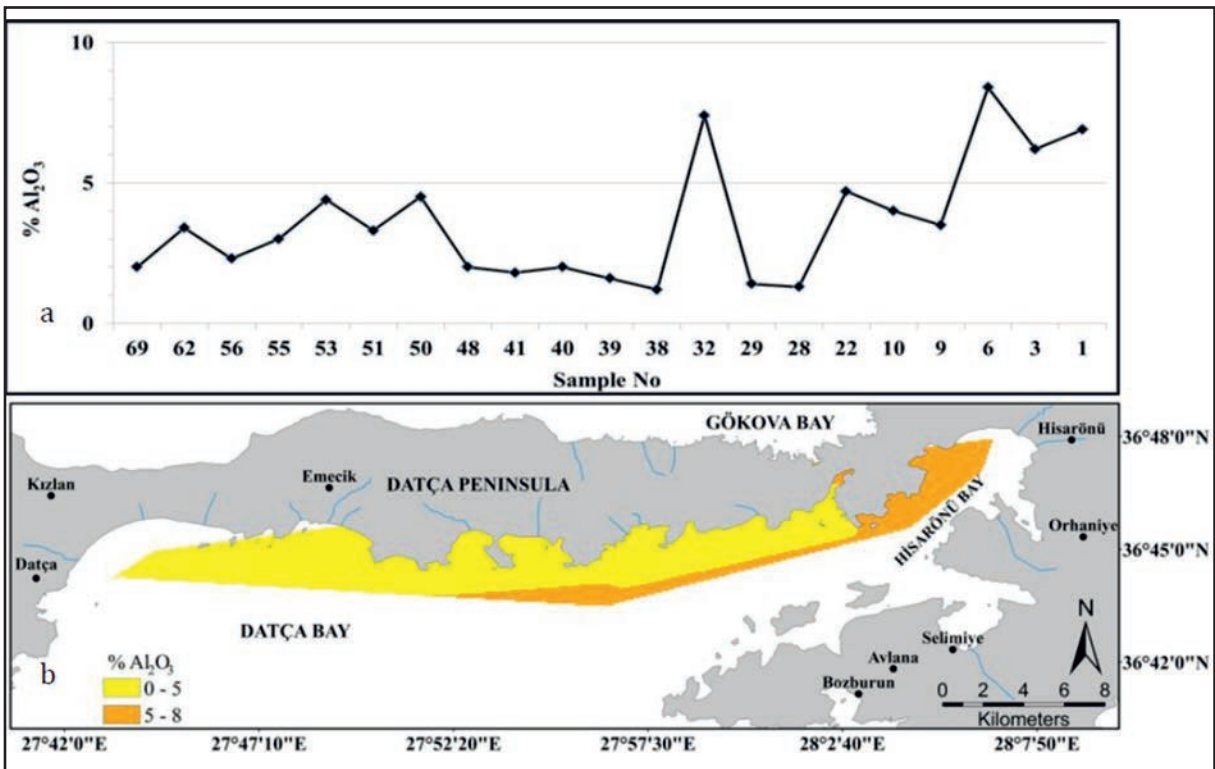 10
5
0
% Al₂O₃
a
69 62 56 55 53 51 50 48 41 40 39 38 32 29 28 22 10 9 6 3 1
Sample No
GÖKOVA BAY
Hisarönü
36°48'0"N
Emecik
Kızlan
DATÇA PENINSULA
HİSARÖNÜ BAY
Orhaniye
36°45'0"N
Datça
DATÇA BAY
N
Selimiye
Avlana
Bozburun
36°42'0"N
b
% Al₂O₃
0 - 5
5 - 8
0 2 4 6 8
Kilometers
27°42'0"E 27°47'10"E 27°52'20"E 27°57'30"E 28°2'40"E 28°7'50"E